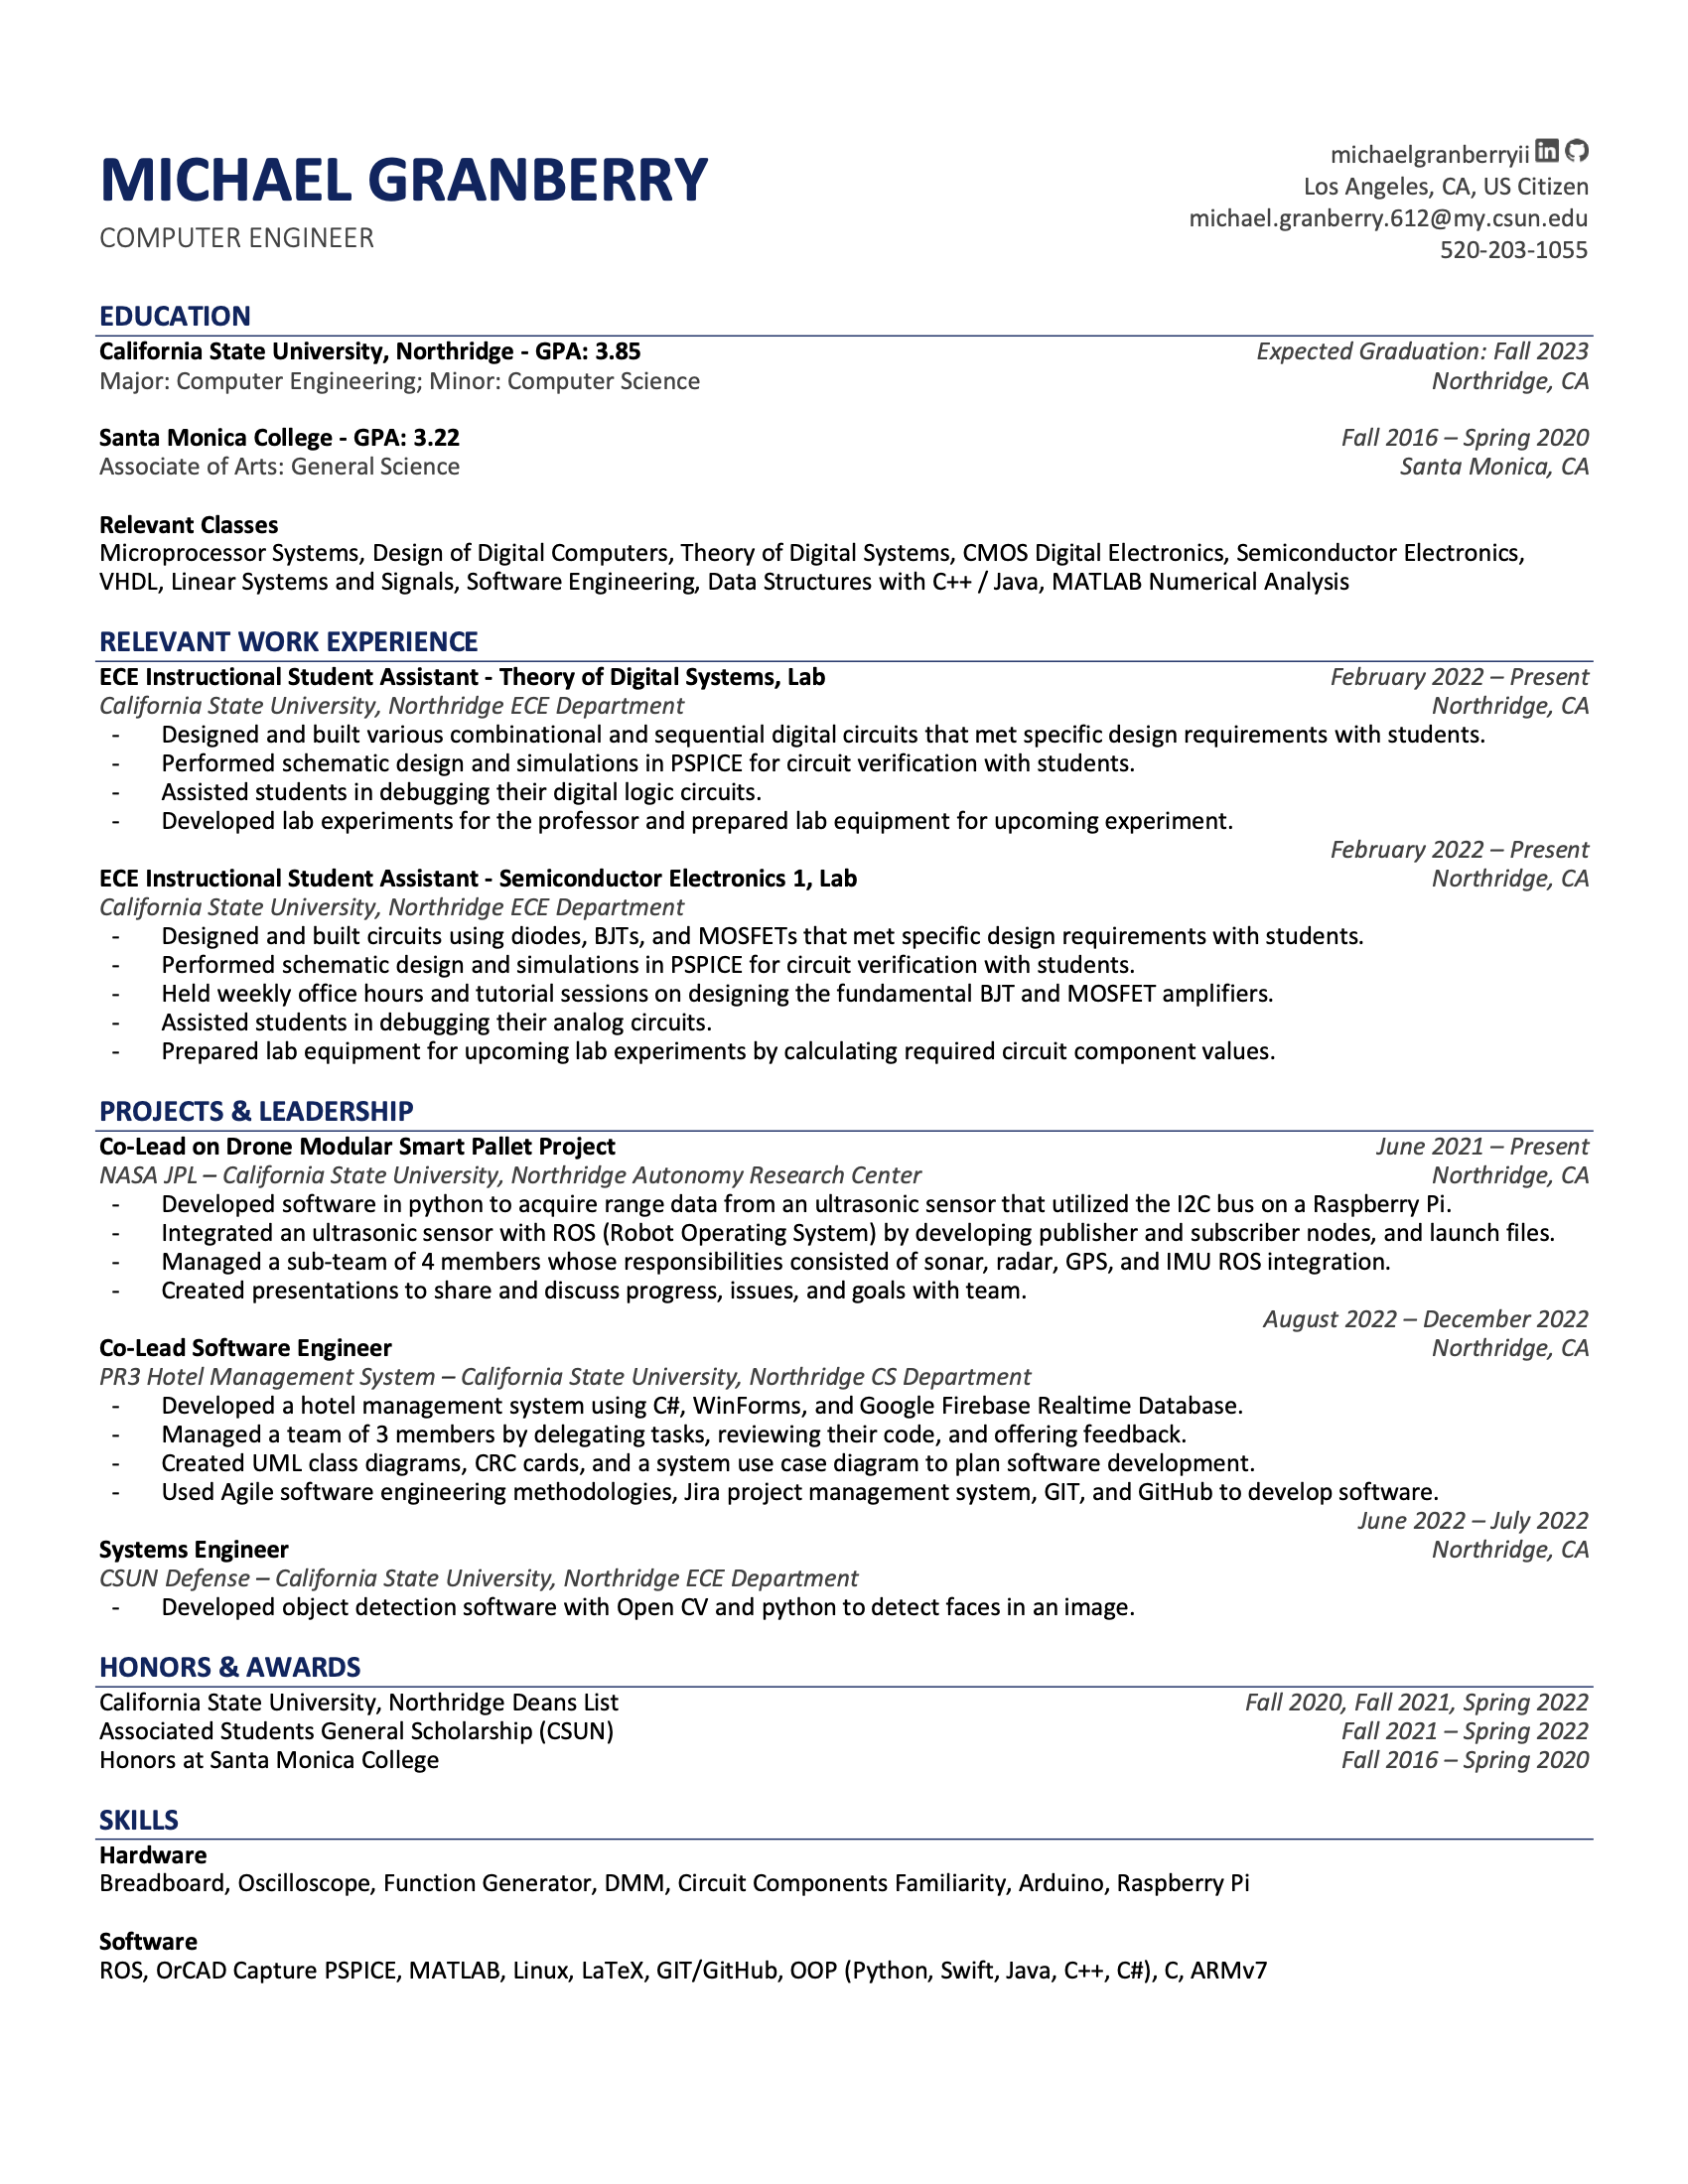 MICHAEL GRANBERRY
COMPUTER ENGINEER
michaelgranberryii
Los Angeles, CA, US Citizen
michael.granberry.612@my.csun.edu
520-203-1055
EDUCATION
California State University, Northridge - GPA: 3.85 Expected Graduation: Fall 2023
Major: Computer Engineering; Minor: Computer Science Northridge, CA
Santa Monica College - GPA: 3.22 Fall 2016 – Spring 2020
Associate of Arts: General Science Santa Monica, CA
Relevant Classes
Microprocessor Systems, Design of Digital Computers, Theory of Digital Systems, CMOS Digital Electronics, Semiconductor Electronics,
VHDL, Linear Systems and Signals, Software Engineering, Data Structures with C++ / Java, MATLAB Numerical Analysis
RELEVANT WORK EXPERIENCE
ECE Instructional Student Assistant - Theory of Digital Systems, Lab February 2022 – Present
California State University, Northridge ECE Department Northridge, CA
- Designed and built various combinational and sequential digital circuits that met specific design requirements with students.
- Performed schematic design and simulations in PSPICE for circuit verification with students.
- Assisted students in debugging their digital logic circuits.
- Developed lab experiments for the professor and prepared lab equipment for upcoming experiment.
February 2022 – Present
ECE Instructional Student Assistant - Semiconductor Electronics 1, Lab Northridge, CA
California State University, Northridge ECE Department
- Designed and built circuits using diodes, BJTs, and MOSFETs that met specific design requirements with students.
- Performed schematic design and simulations in PSPICE for circuit verification with students.
- Held weekly office hours and tutorial sessions on designing the fundamental BJT and MOSFET amplifiers.
- Assisted students in debugging their analog circuits.
- Prepared lab equipment for upcoming lab experiments by calculating required circuit component values.
PROJECTS & LEADERSHIP
Co-Lead on Drone Modular Smart Pallet Project June 2021 – Present
NASA JPL – California State University, Northridge Autonomy Research Center Northridge, CA
- Developed software in python to acquire range data from an ultrasonic sensor that utilized the I2C bus on a Raspberry Pi.
- Integrated an ultrasonic sensor with ROS (Robot Operating System) by developing publisher and subscriber nodes, and launch files.
- Managed a sub-team of 4 members whose responsibilities consisted of sonar, radar, GPS, and IMU ROS integration.
- Created presentations to share and discuss progress, issues, and goals with team.
August 2022 – December 2022
Co-Lead Software Engineer Northridge, CA
PR3 Hotel Management System – California State University, Northridge CS Department
- Developed a hotel management system using C#, WinForms, and Google Firebase Realtime Database.
- Managed a team of 3 members by delegating tasks, reviewing their code, and offering feedback.
- Created UML class diagrams, CRC cards, and a system use case diagram to plan software development.
- Used Agile software engineering methodologies, Jira project management system, GIT, and GitHub to develop software.
June 2022 – July 2022
Systems Engineer Northridge, CA
CSUN Defense – California State University, Northridge ECE Department
- Developed object detection software with Open CV and python to detect faces in an image.
HONORS & AWARDS
California State University, Northridge Deans List Fall 2020, Fall 2021, Spring 2022
Associated Students General Scholarship (CSUN) Fall 2021 – Spring 2022
Honors at Santa Monica College Fall 2016 – Spring 2020
SKILLS
Hardware
Breadboard, Oscilloscope, Function Generator, DMM, Circuit Components Familiarity, Arduino, Raspberry Pi
Software
ROS, OrCAD Capture PSPICE, MATLAB, Linux, LaTeX, GIT/GitHub, OOP (Python, Swift, Java, C++, C#), C, ARMv7